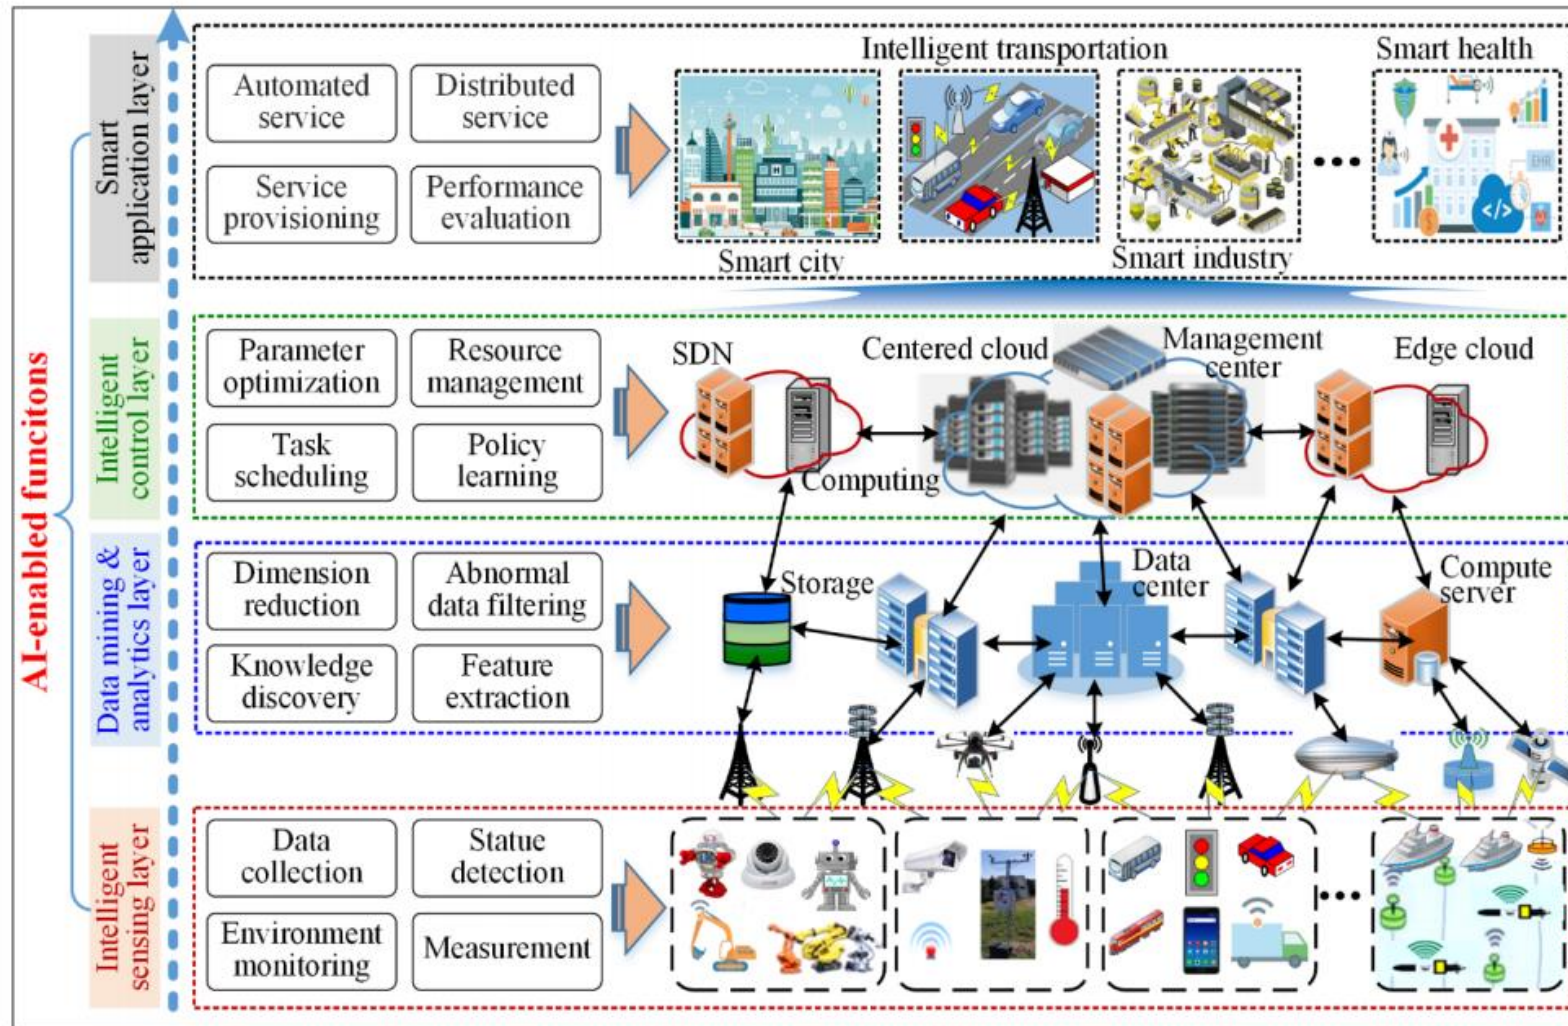 AI-enabled funcitons
Smart
application layer
Automated
service
Distributed
service
Service
provisioning
Performance
evaluation
Intelligent transportation
Smart health
EHR
</>
Smart city
Smart industry
Intelligent
control layer
Parameter
optimization
Resource
management
Task
scheduling
Policy
learning
SDN
Centered cloud
Management
center
Edge cloud
Computing
Data mining &
analytics layer
Dimension
reduction
Abnormal
data filtering
Knowledge
discovery
Feature
extraction
Storage
Data
center
Compute
server
Intelligent
sensing layer
Data
collection
Statue
detection
Environment
monitoring
Measurement